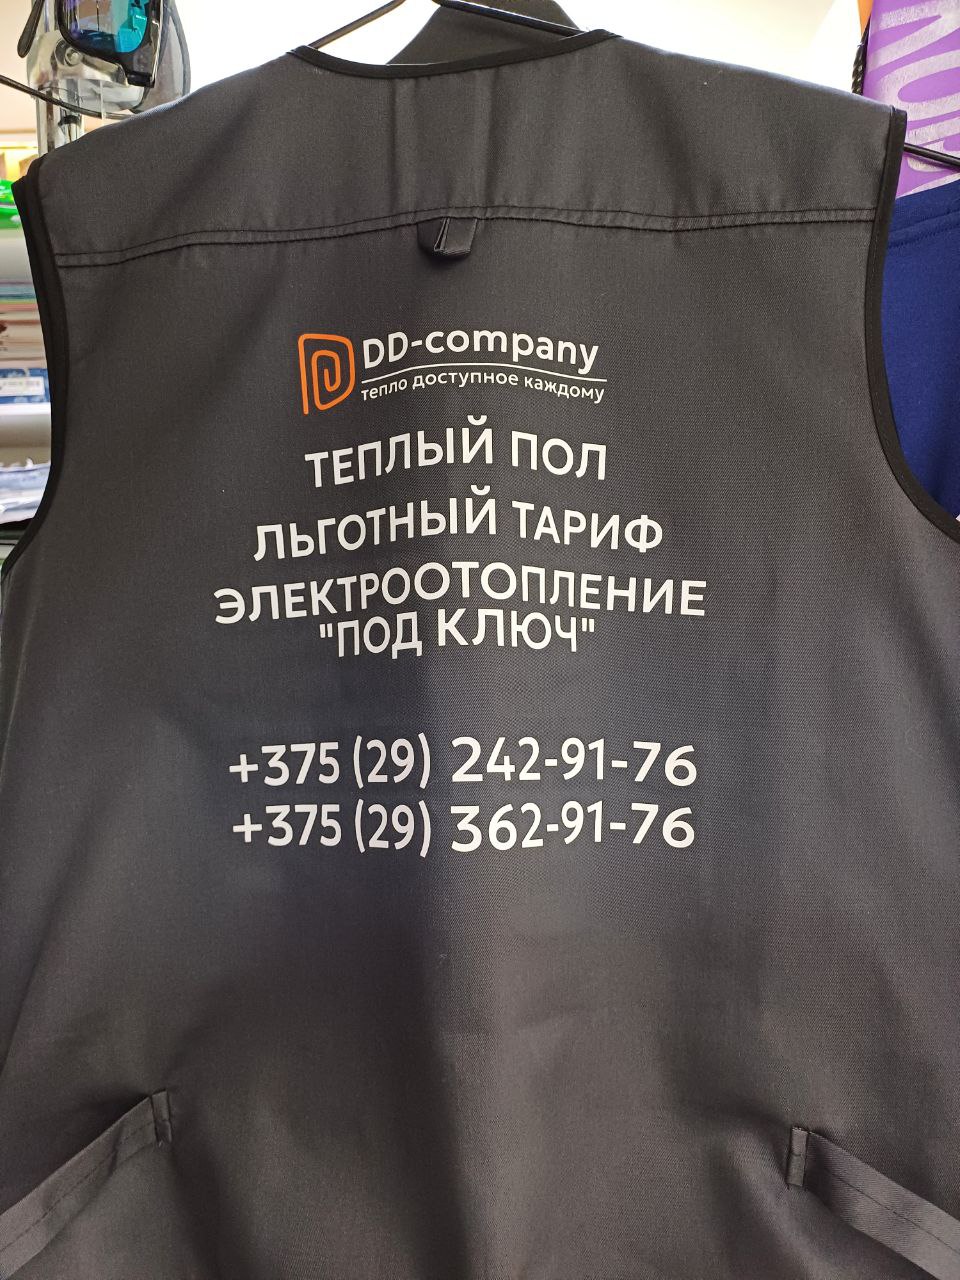 DD-company
тепло доступное каждому
ТЕПЛЫЙ ПОЛ
ЛЬГОТНЫЙ ТАРИФ
ЭЛЕКТРООТОПЛЕНИЕ
"ПОД КЛЮЧ"
+375 (29) 242-91-76
+375 (29) 362-91-76